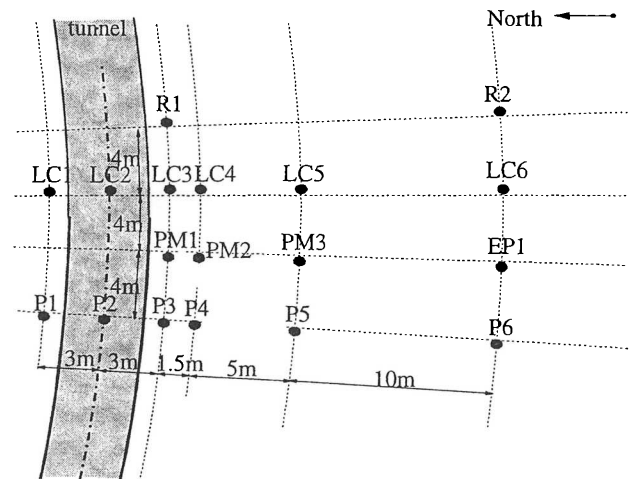 North
tunnel
R1
R2
4m
LC1
LC2
LC3
LC4
LC5
LC6
4m
PM1
PM2
PM3
EP1
4m
P1
P2
P3
P4
P5
P6
3m
3m
1.5m
5m
10m